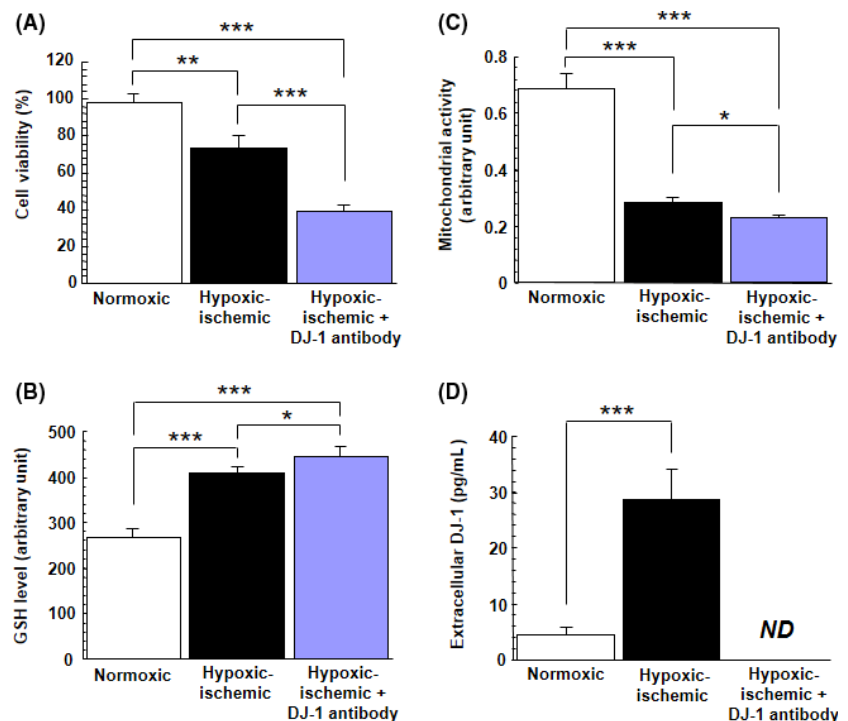 (A)
***
**
***
120
100
80
60
40
20
0
Cell viability (%)
Normoxic
Hypoxic-
ischemic
Hypoxic-
ischemic +
DJ-1 antibody
(C)
***
***
*
0.8
0.6
0.4
0.2
0
Mitochondrial activity
(arbitrary unit)
Normoxic
Hypoxic-
ischemic
Hypoxic-
ischemic +
DJ-1 antibody
(B)
***
***
*
500
400
300
200
100
0
GSH level (arbitrary unit)
Normoxic
Hypoxic-
ischemic
Hypoxic-
ischemic +
DJ-1 antibody
(D)
***
40
30
20
10
0
Extracellular DJ-1 (pg/mL)
ND
Normoxic
Hypoxic-
ischemic
Hypoxic-
ischemic +
DJ-1 antibody